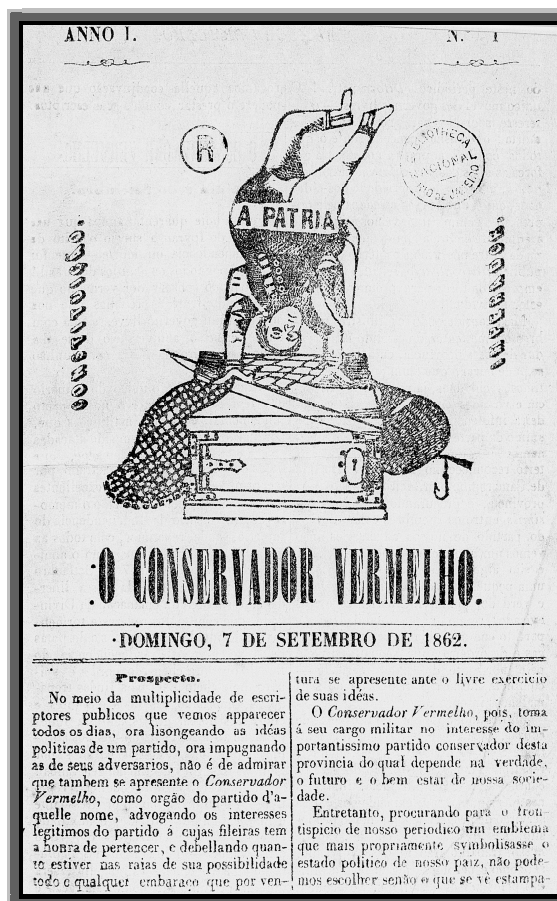 ANNO I.
N.º 1
R
NACIONAL
A PATRIA
O CONSERVADOR VERMELHO.
DOMINGO, 7 DE SETEMBRO DE 1862.
Prospecto.
No meio da multiplicidade de escri-
ptores publicos que vemos apparecer
todos os dias, ora lisongeando as idéas
politicas de um partido, ora impugnando
as de seus adversarios, não é de admirar
que tambem se apresente o Conservador
Vermelho, como orgão do partido d'a-
quelle nome, advogando os interesses
legitimos do partido á cujas fileiras tem
a honra de pertencer, e debellando quan-
to estiver nas raias de sua possibilidade
todo e qualquer embaraço que por ven-
tura se apresente ante o livre exercicio
de suas idéas.
O Conservador Vermelho, pois, toma
á seu cargo militar no interesse do im-
portantissimo partido conservador desta
provincia do qual depende na verdade,
o futuro e o bem estar de nossa socie-
dade.
Entretanto, procurando para o fron-
tispicio de nosso periodico um emblema
que mais propriamente symbolisasse o
estado politico de nosso paiz, não pode-
mos escolher senão o que se vê estampa-